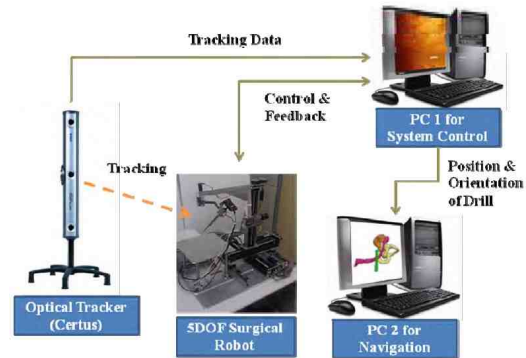 Tracking Data
Control &
Feedback
PC 1 for
System Control
Tracking
Position &
Orientation
of Drill
Optical Tracker
(Certus)
5DOF Surgical
Robot
PC 2 for
Navigation